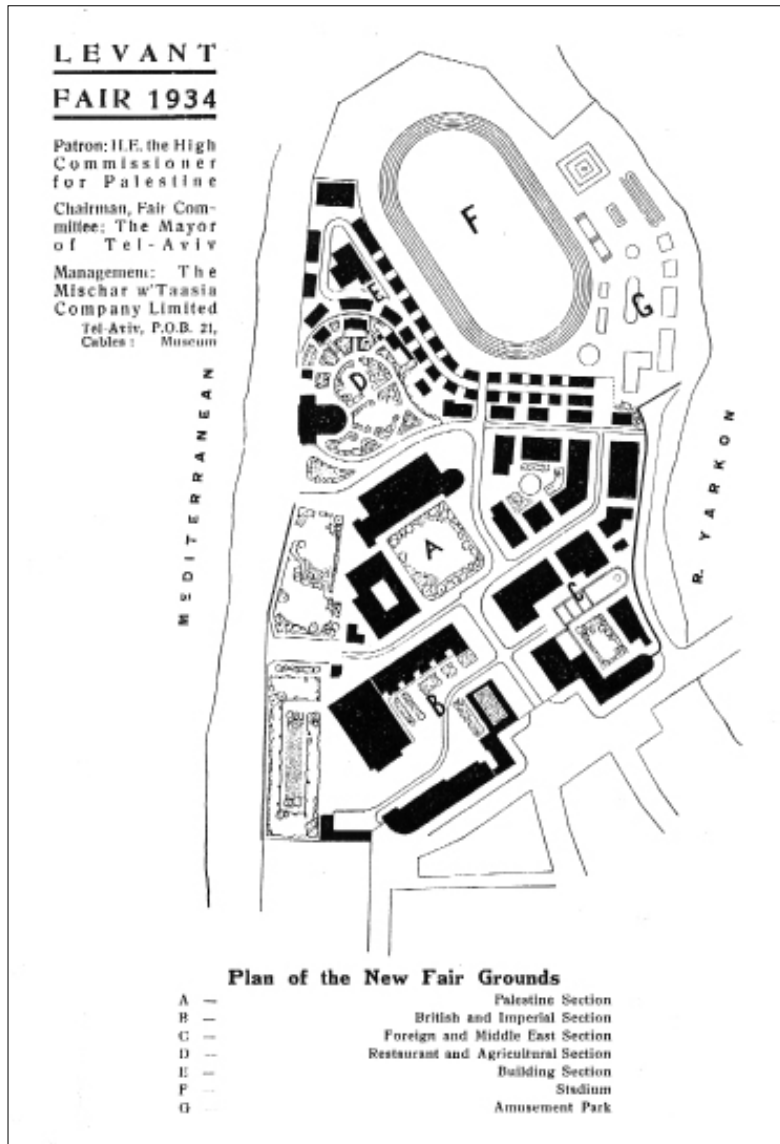 LEVANT
FAIR 1934
Patron: H.E. the High
Commissioner
for Palestine
Chairman, Fair Com-
mittee: The Mayor
of Tel-Aviv
Management: The
Mischar w'Taasia
Company Limited
Tel-Aviv, P.O.B. 21,
Cables: Museum
F
G
E
D
MEDITERRANEAN
R. YARKON
A
C
B
Plan of the New Fair Grounds
A — Palestine Section
B — British and Imperial Section
C — Foreign and Middle East Section
D — Restaurant and Agricultural Section
E — Building Section
F — Stadium
G — Amusement Park